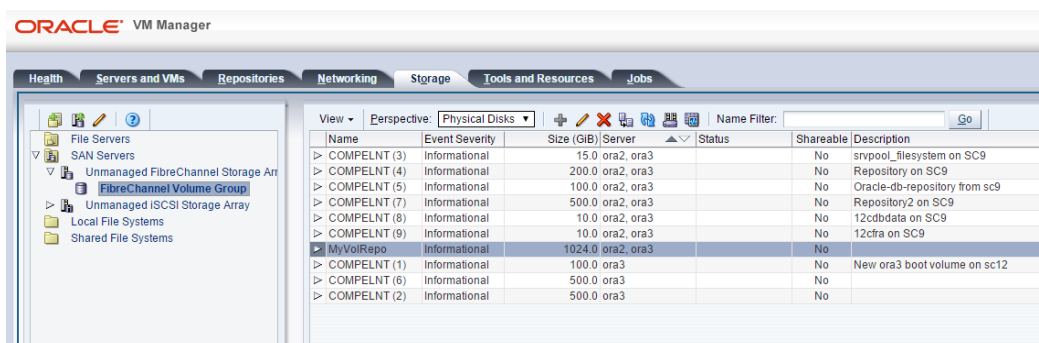 ORACLE® VM Manager
Health Servers and VMs Repositories Networking Storage Tools and Resources Jobs
View Perspective: Physical Disks Name Filter: Go
File Servers
SAN Servers
Unmanaged FibreChannel Storage Arr
FibreChannel Volume Group
Unmanaged iSCSI Storage Array
Local File Systems
Shared File Systems
Name Event Severity Size (GiB) Server Status Shareable Description
COMPELNT (3) Informational 15.0 ora2, ora3 No srvpool_filesystem on SC9
COMPELNT (4) Informational 200.0 ora2, ora3 No Repository on SC9
COMPELNT (5) Informational 100.0 ora2, ora3 No Oracle-db-repository from sc9
COMPELNT (7) Informational 500.0 ora2, ora3 No Repository2 on SC9
COMPELNT (8) Informational 10.0 ora2, ora3 No 12cdbdata on SC9
COMPELNT (9) Informational 10.0 ora2, ora3 No 12cfra on SC9
MyVolRepo Informational 1024.0 ora2, ora3 No
COMPELNT (1) Informational 100.0 ora3 No New ora3 boot volume on sc12
COMPELNT (6) Informational 500.0 ora3 No
COMPELNT (2) Informational 500.0 ora3 No